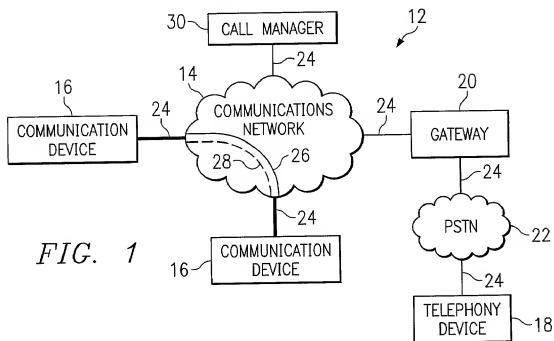 30
CALL MANAGER
12
24
14
16
24
COMMUNICATIONS
NETWORK
24
20
COMMUNICATION
DEVICE
GATEWAY
28
26
24
24
PSTN
22
FIG. 1
16
COMMUNICATION
DEVICE
24
TELEPHONY
DEVICE
18